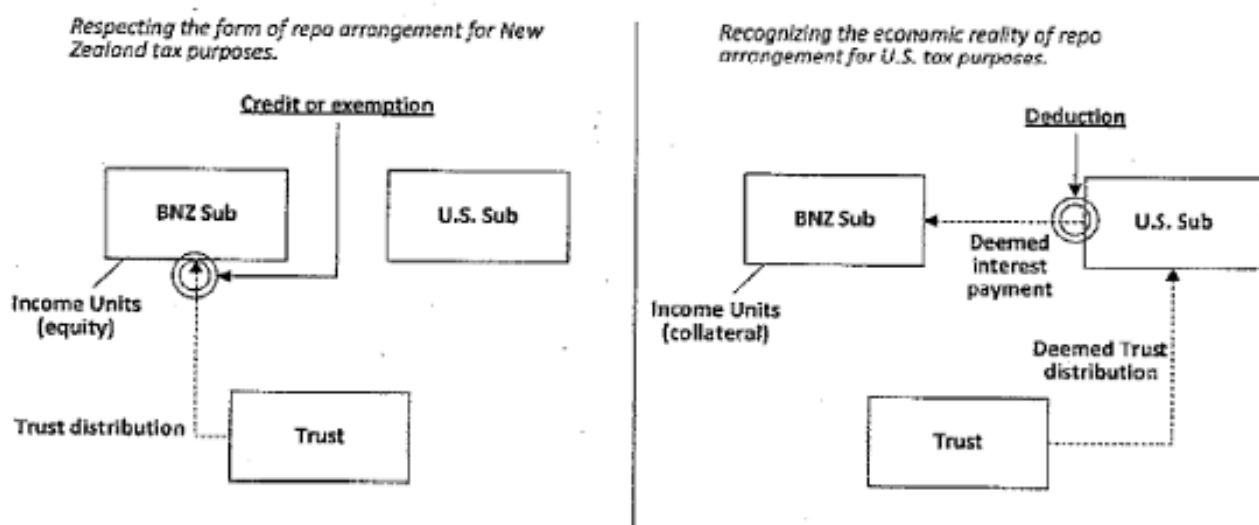 Respecting the form of repo arrangement for New
Zealand tax purposes.
Credit or exemption
BNZ Sub
U.S. Sub
Income Units
(equity)
Trust distribution
Trust
Recognizing the economic reality of repo
arrangement for U.S. tax purposes.
Deduction
BNZ Sub
U.S. Sub
Deemed
interest
payment
Income Units
(collateral)
Deemed Trust
distribution
Trust